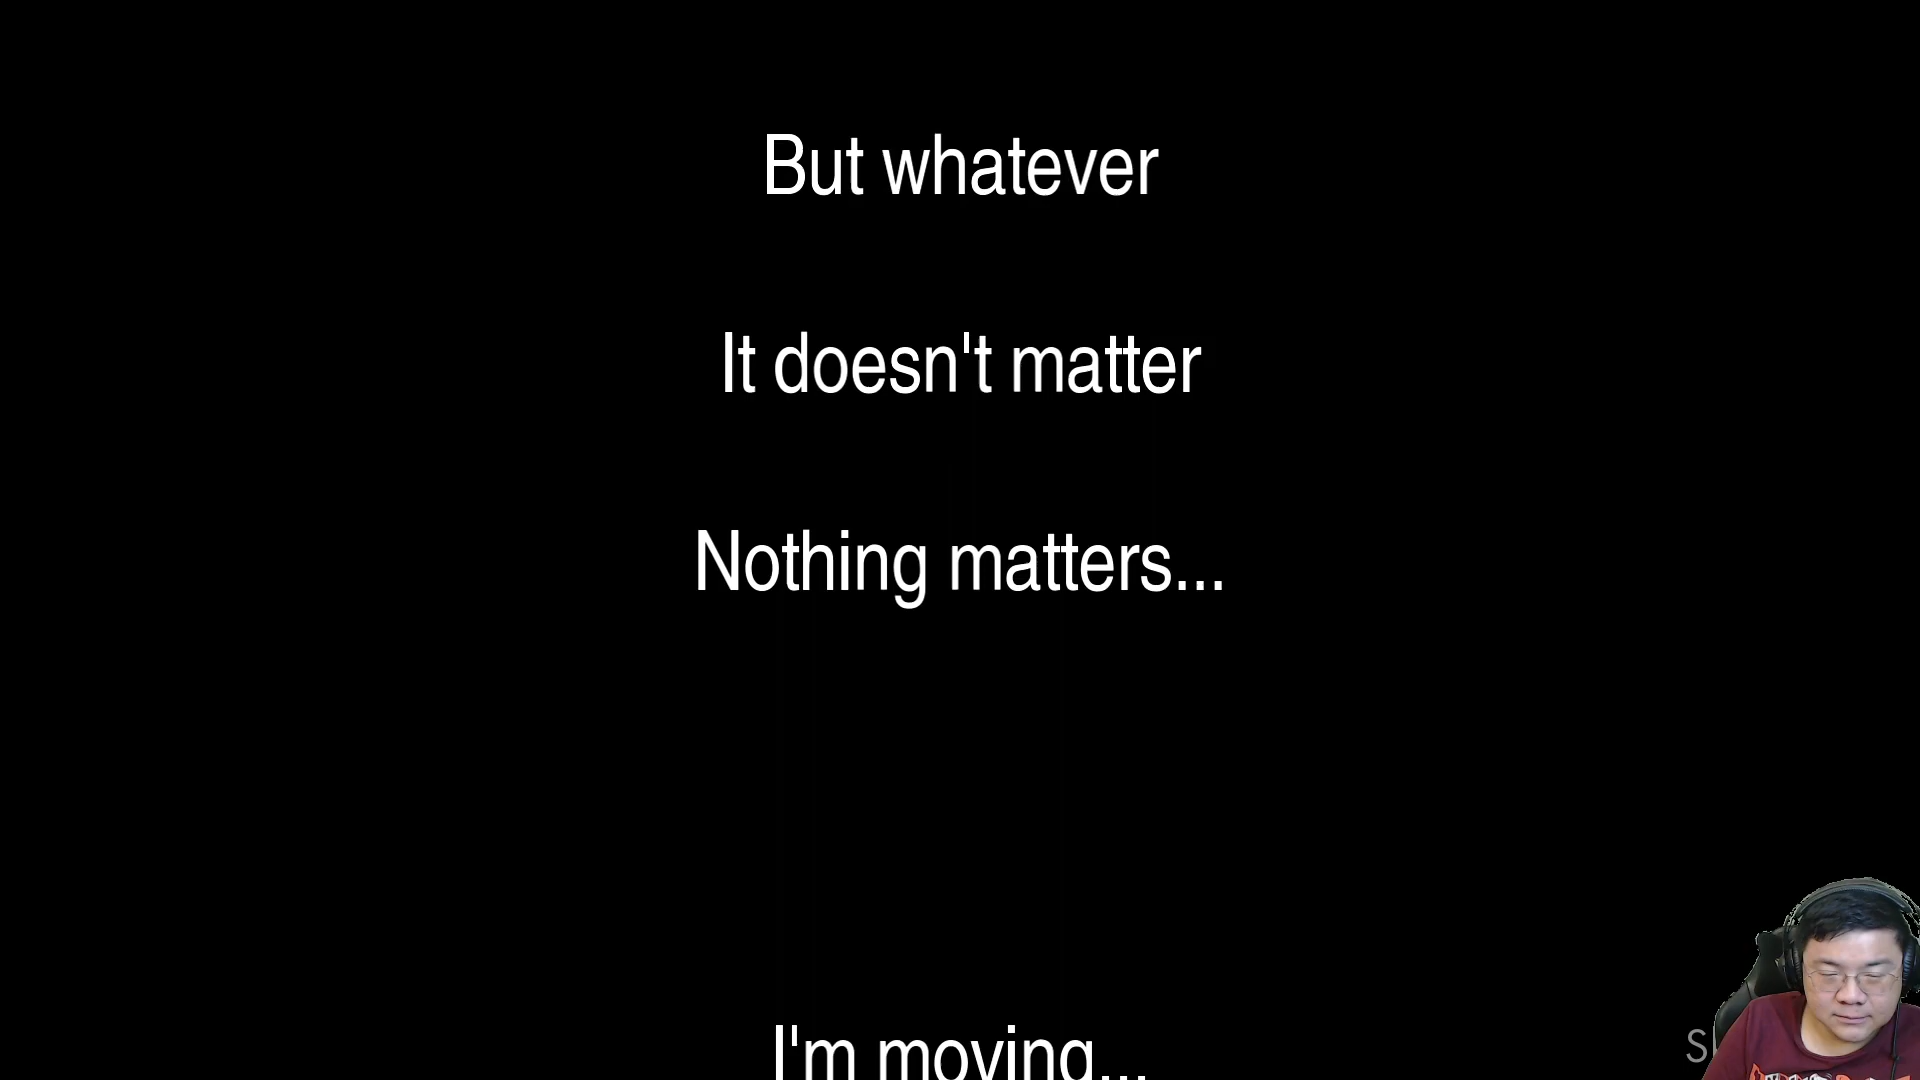 But whatever
It doesn't matter
Nothing matters...
I'm moving...
S